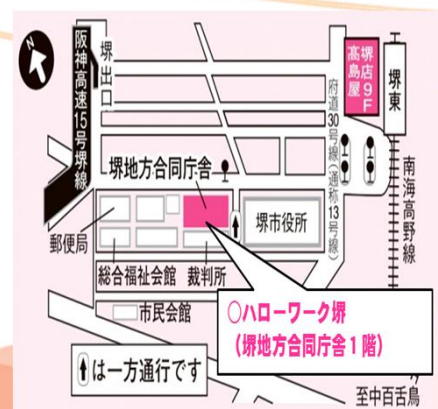 N
阪神高速15号堺線
堺出口
府道30号線(通称13号線)
堺店9F
高島屋
堺東
南海高野線
堺地方合同庁舎
郵便局
堺市役所
総合福祉会館
裁判所
市民会館
○ハローワーク堺
(堺地方合同庁舎1階)
は一方通行です
至中百舌鳥